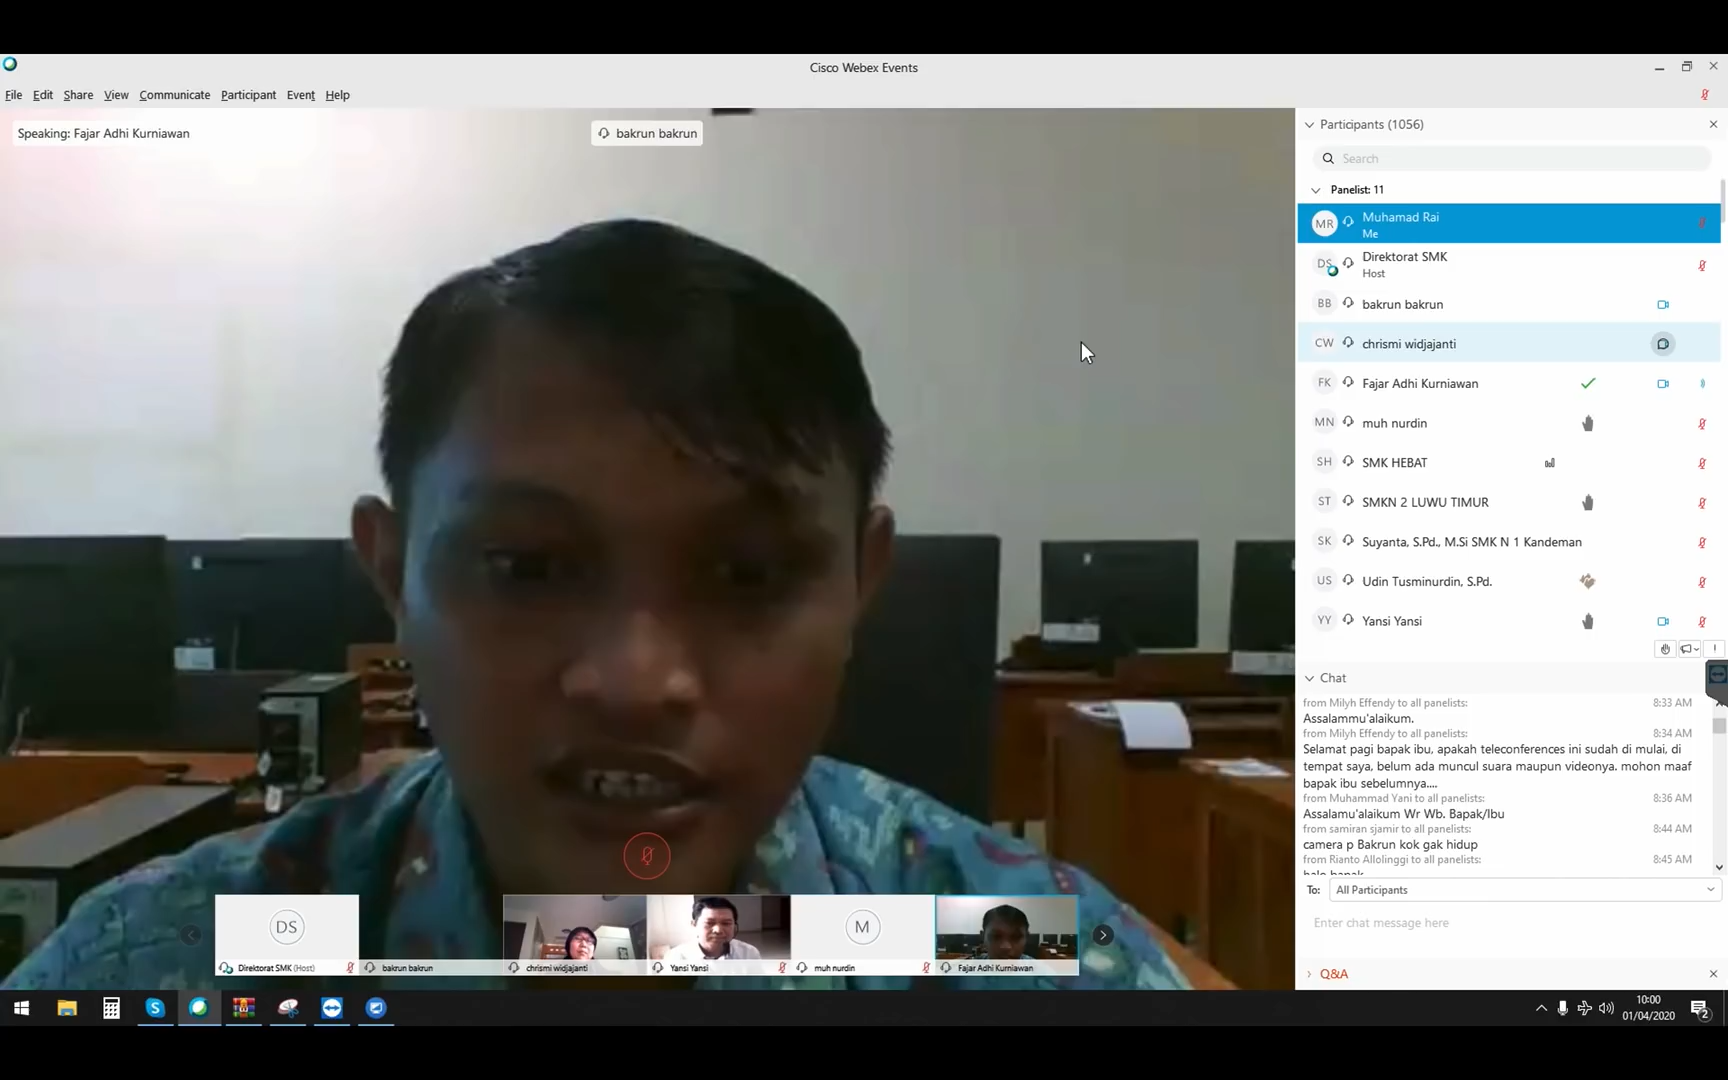 Cisco Webex Events
File Edit Share View Communicate Participant Event Help
Speaking: Fajar Adhi Kurniawan
bakrun bakrun
Participants (1056)
Search
Panelist: 11
MR Muhamad Rai
Me
DS Direktorat SMK
Host
BB bakrun bakrun
CW chrismi widjajanti
FK Fajar Adhi Kurniawan
MN muh nurdin
SH SMK HEBAT
ST SMKN 2 LUWU TIMUR
SK Suyanta, S.Pd., M.Si SMK N 1 Kandeman
US Udin Tusminurdin, S.Pd.
YY Yansi Yansi
Chat
from Milyh Effendy to all panelists: 8:33 AM
Assalammu'alaikum.
from Milyh Effendy to all panelists: 8:34 AM
Selamat pagi bapak ibu, apakah teleconferences ini sudah di mulai, di
tempat saya, belum ada muncul suara maupun videonya. mohon maaf
bapak ibu sebelumnya....
from Muhammad Yani to all panelists: 8:36 AM
Assalamu'alaikum Wr Wb. Bapak/Ibu
from samiran sjamir to all panelists: 8:44 AM
camera p Bakrun kok gak hidup
from Rianto Allolinggi to all panelists: 8:45 AM
halo bapak
To: All Participants
Enter chat message here
Q&A
DS
M
Direktorat SMK (Host)
bakrun bakrun
chrismi widjajanti
Yansi Yansi
muh nurdin
Fajar Adhi Kurniawan
10:00
01/04/2020
2